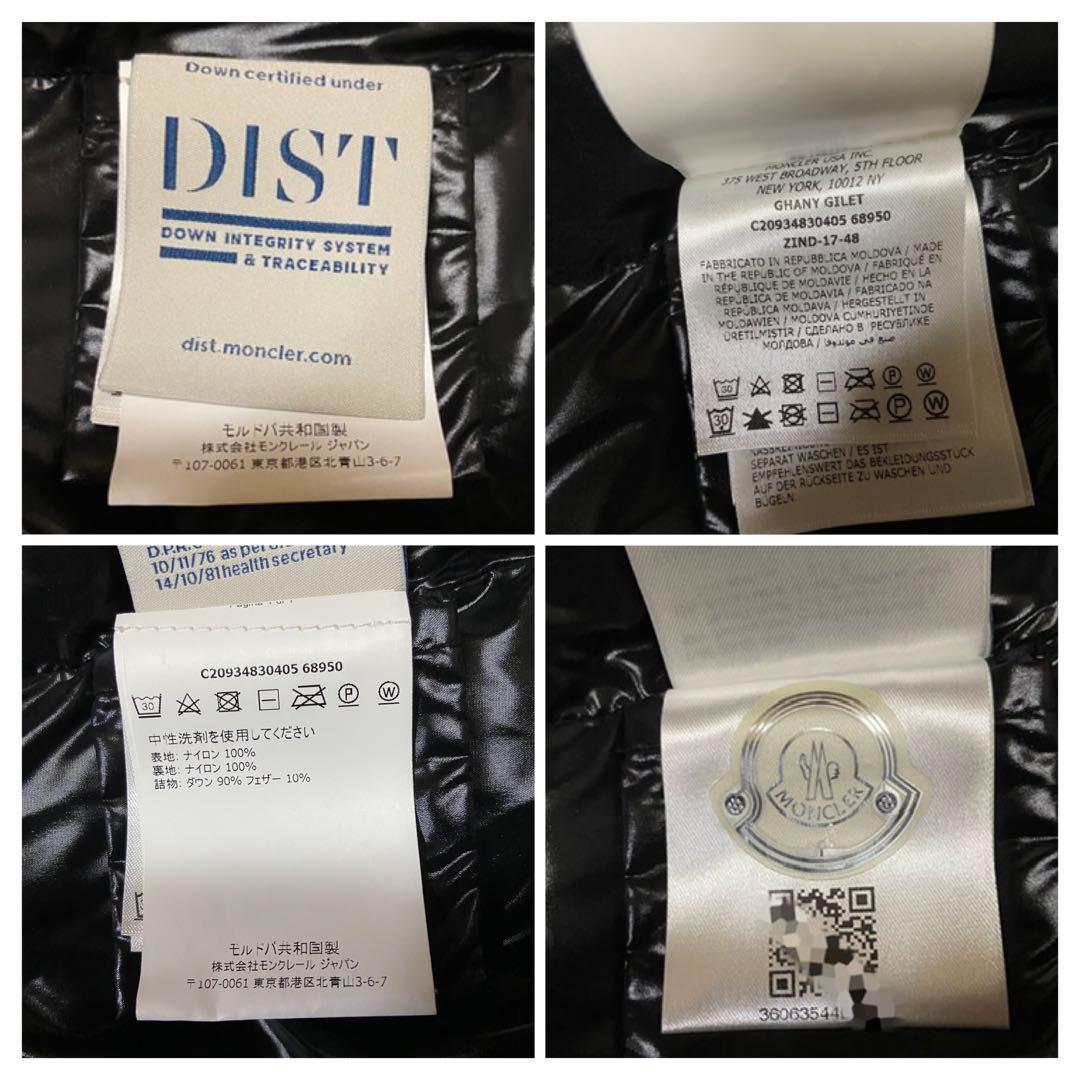 Down certified under
DIST
DOWN INTEGRITY SYSTEM
& TRACEABILITY
dist.moncler.com
モルドバ共和国製
株式会社モンクレール ジャパン
〒107-0061 東京都港区北青山3-6-7
MONCLER USA INC.
375 WEST BROADWAY, 5TH FLOOR
NEW YORK, 10012 NY
GHANY GILET
C20934830405 68950
ZIND-17-48
FABBRICATO IN REPUBBLICA MOLDOVA / MADE
IN THE REPUBLIC OF MOLDOVA / FABRIQUÉ EN
RÉPUBLIQUE DE MOLDAVIE / HECHO EN LA
REPÚBLICA DE MOLDAVIA / FABRICADO NA
REPÚBLICA MOLDAVA / HERGESTELLT IN
MOLDAWIEN / MOLDOVA CUMHURIYETINDE
ÜRETILMIŞTIR / СДЕЛАНО В РЕСПУБЛИКЕ
МОЛДОВА / صنع في مولدوفا
30 P W
30 P W
SEPARAT WASCHEN / ES IST
EMPFEHLENSWERT DAS BEKLEIDUNGSSTÜCK
AUF DER RÜCKSEITE ZU WASCHEN UND
BÜGELN.
10/11/76 as per
14/10/81 health secretary
C20934830405 68950
30 P W
中性洗剤を使用してください
表地: ナイロン 100%
裏地: ナイロン 100%
詰物: ダウン 90% フェザー 10%
モルドバ共和国製
株式会社モンクレール ジャパン
〒107-0061 東京都港区北青山3-6-7
MONCLER
36063544